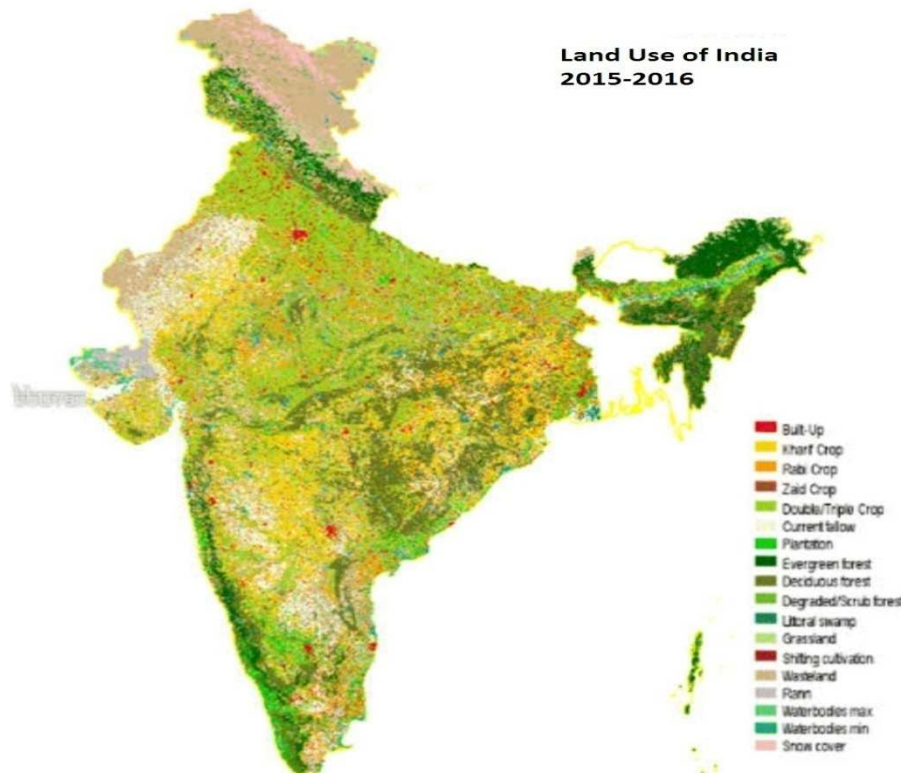 Land Use of India
2015-2016
bhuvan
Built-Up
Kharif Crop
Rabi Crop
Zaid Crop
Double/Triple Crop
Current fallow
Plantation
Evergreen forest
Deciduous forest
Degraded/Scrub forest
Littoral swamp
Grassland
Shifting cultivation
Wasteland
Rann
Waterbodies max
Waterbodies min
Snow cover